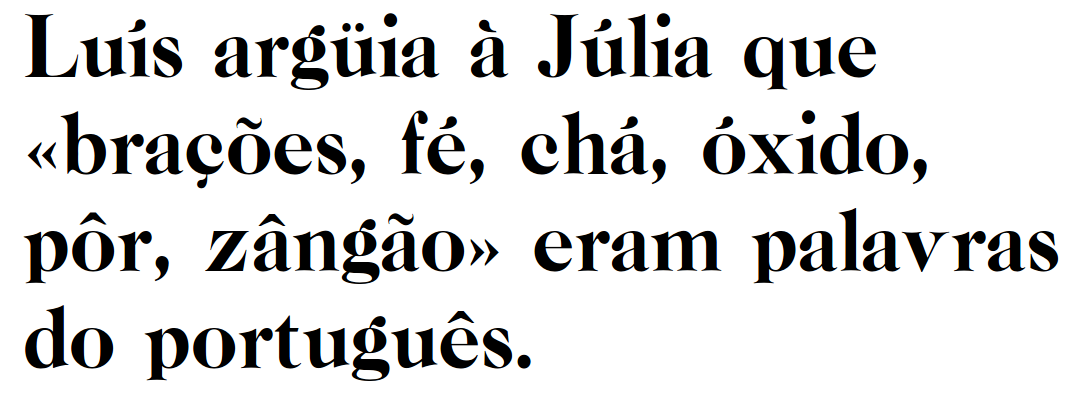 Luís argüia à Júlia que
«brações, fé, chá, óxido,
pôr, zângão» eram palavras
do português.